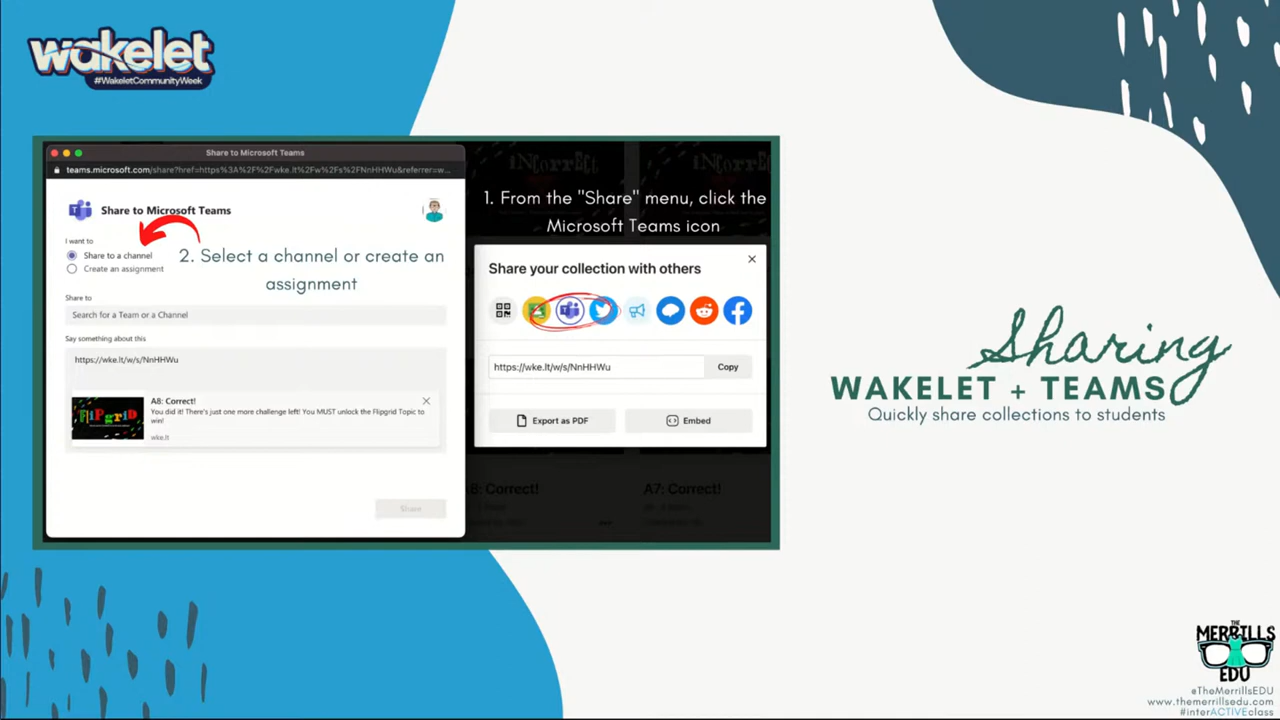 wakelet
#WakeletCommunityWeek
Share to Microsoft Teams
teams.microsoft.com/share?href=https%3A%2F%2Fwke.lt%2Fw%2Fs%2FNnHHWu&referrer=w...
Share to Microsoft Teams
I want to
Share to a channel
Create an assignment
2. Select a channel or create an
assignment
Share to
Search for a Team or a Channel
Say something about this
https://wke.lt/w/s/NnHHWu
FLIPGRID
A8: Correct!
You did it! There's just one more challenge left! You MUST unlock the Flipgrid Topic to
win!
wke.lt
Share
INCORRECT
1. From the "Share" menu, click the
Microsoft Teams icon
Share your collection with others
https://wke.lt/w/s/NnHHWu
Copy
Export as PDF
Embed
A8: Correct!
A7: Correct!
Sharing
WAKELET + TEAMS
Quickly share collections to students
THE
MERRILLS
EDU
@TheMerrillsEDU
www.themerrillsedu.com
#interACTIVEclass